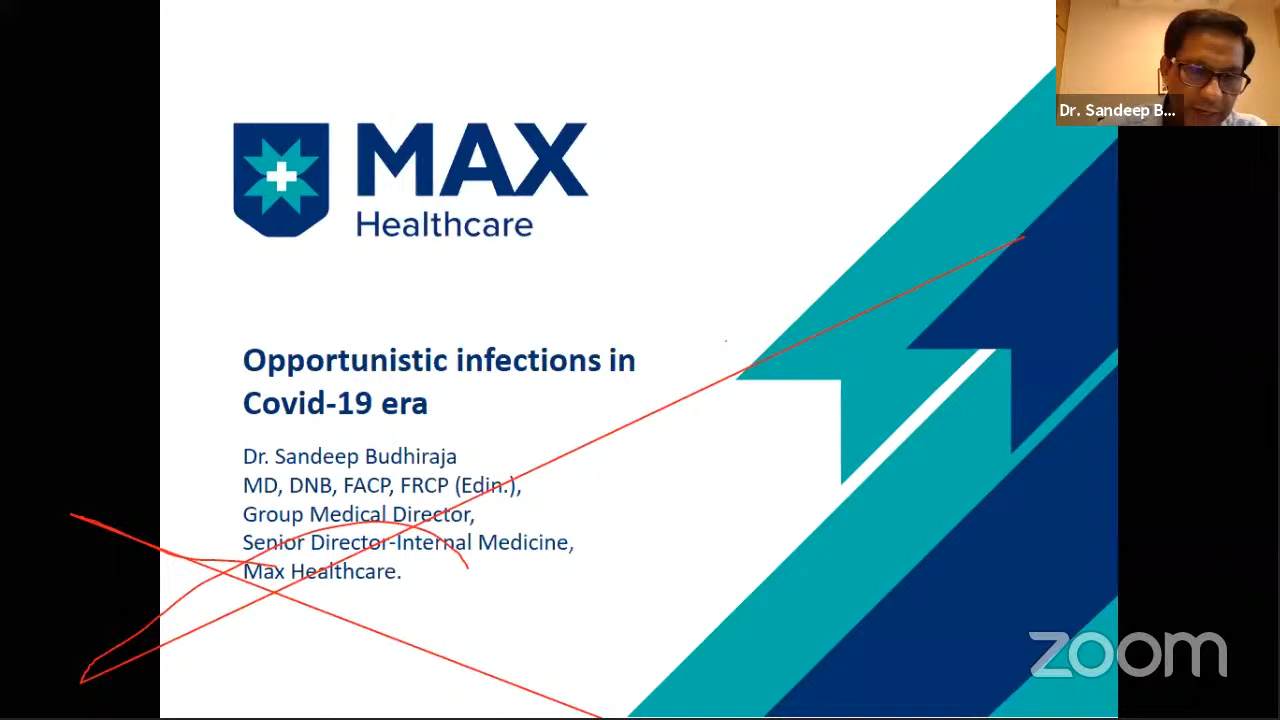 Dr. Sandeep B...
MAX
Healthcare
Opportunistic infections in
Covid-19 era
Dr. Sandeep Budhiraja
MD, DNB, FACP, FRCP (Edin.),
Group Medical Director,
Senior Director-Internal Medicine,
Max Healthcare.
zoom